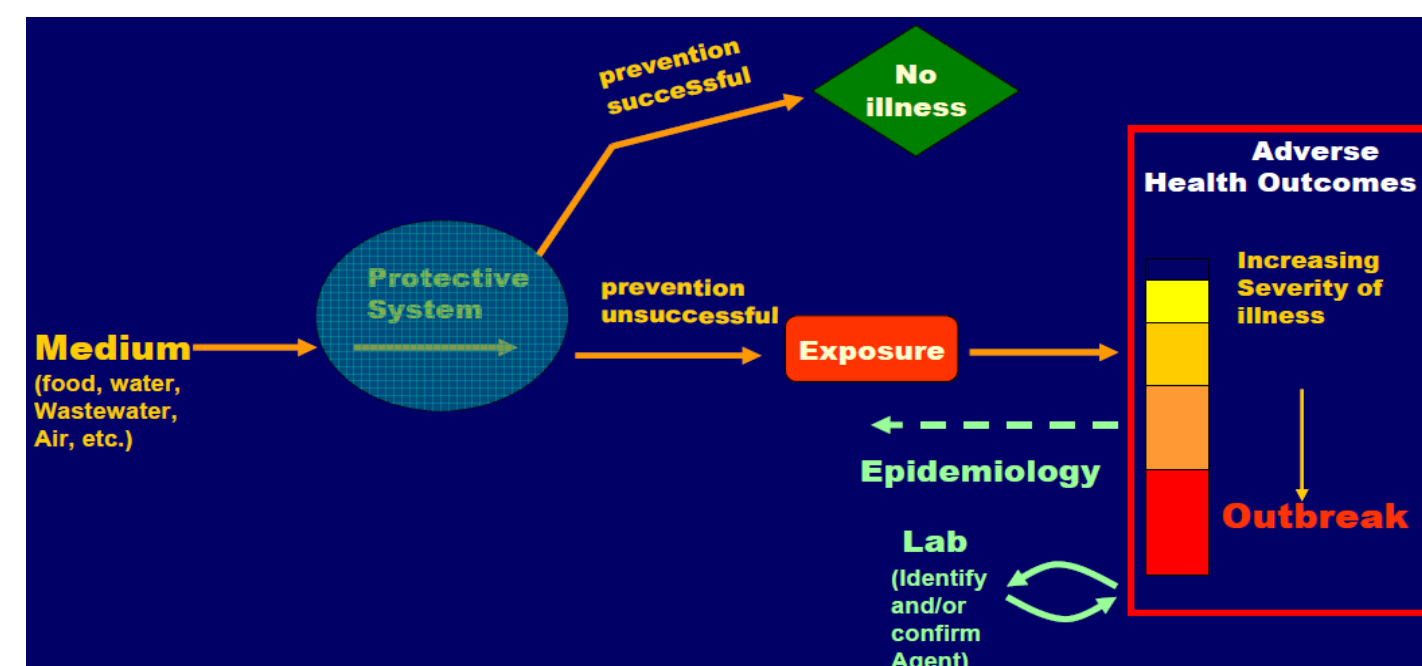 prevention
successful
No
illness
Adverse
Health Outcomes
Protective
System
prevention
unsuccessful
Increasing
Severity of
illness
Medium
(food, water,
Wastewater,
Air, etc.)
Exposure
Epidemiology
Outbreak
Lab
(Identify
and/or
confirm
Agent)